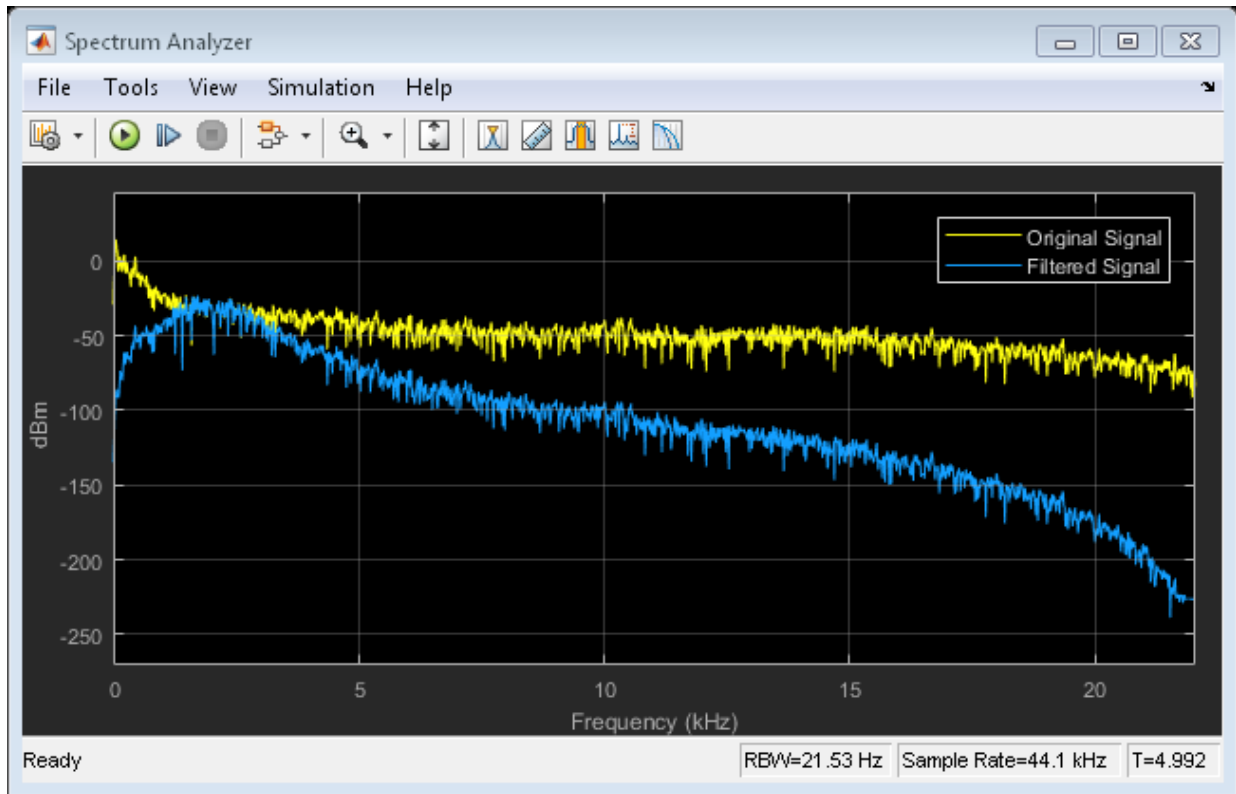 Spectrum Analyzer
File Tools View Simulation Help
Original Signal
Filtered Signal
0
-50
-100
-150
-200
-250
dBm
0 5 10 15 20
Frequency (kHz)
Ready RBW=21.53 Hz Sample Rate=44.1 kHz T=4.992